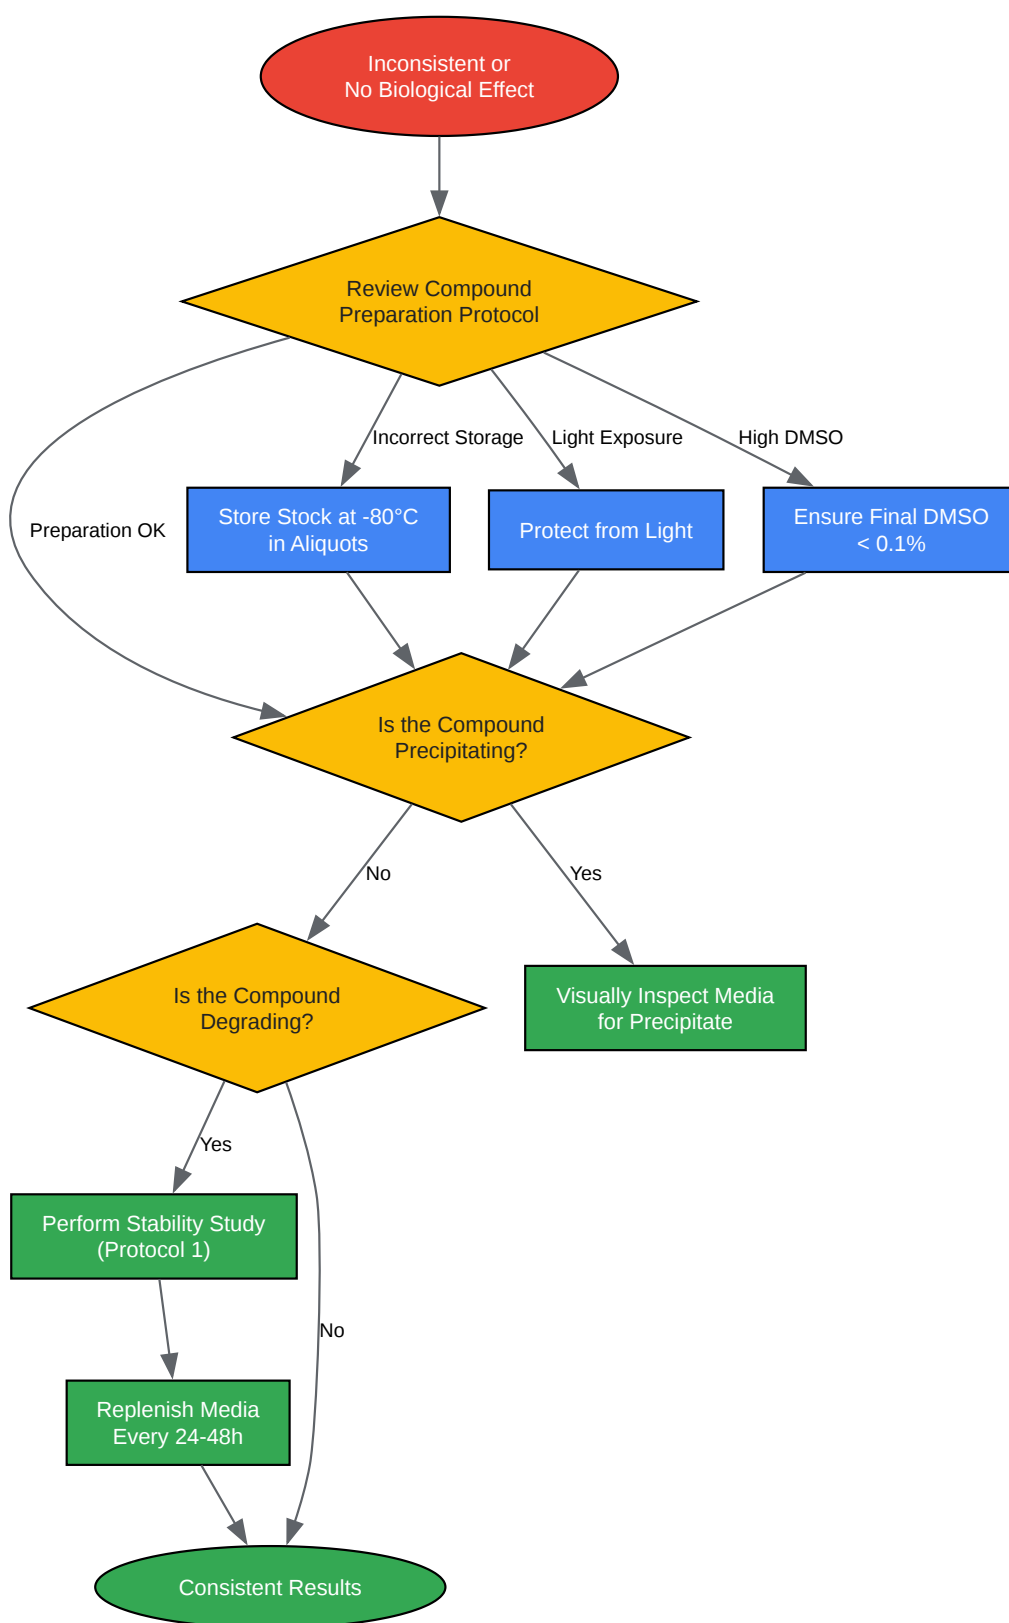 Inconsistent or
No Biological Effect
Review Compound
Preparation Protocol
Incorrect Storage
Light Exposure
High DMSO
Preparation OK
Store Stock at -80°C
in Aliquots
Protect from Light
Ensure Final DMSO
< 0.1%
Is the Compound
Precipitating?
No
Yes
Is the Compound
Degrading?
Visually Inspect Media
for Precipitate
Yes
Perform Stability Study
(Protocol 1)
No
Replenish Media
Every 24-48h
Consistent Results